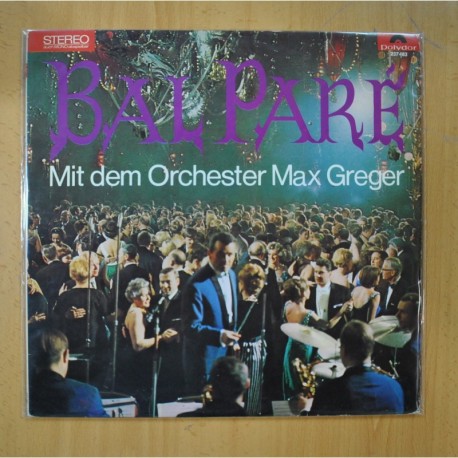 STEREO
Polydor
BAL PARÉ
Mit dem Orchester Max Greger